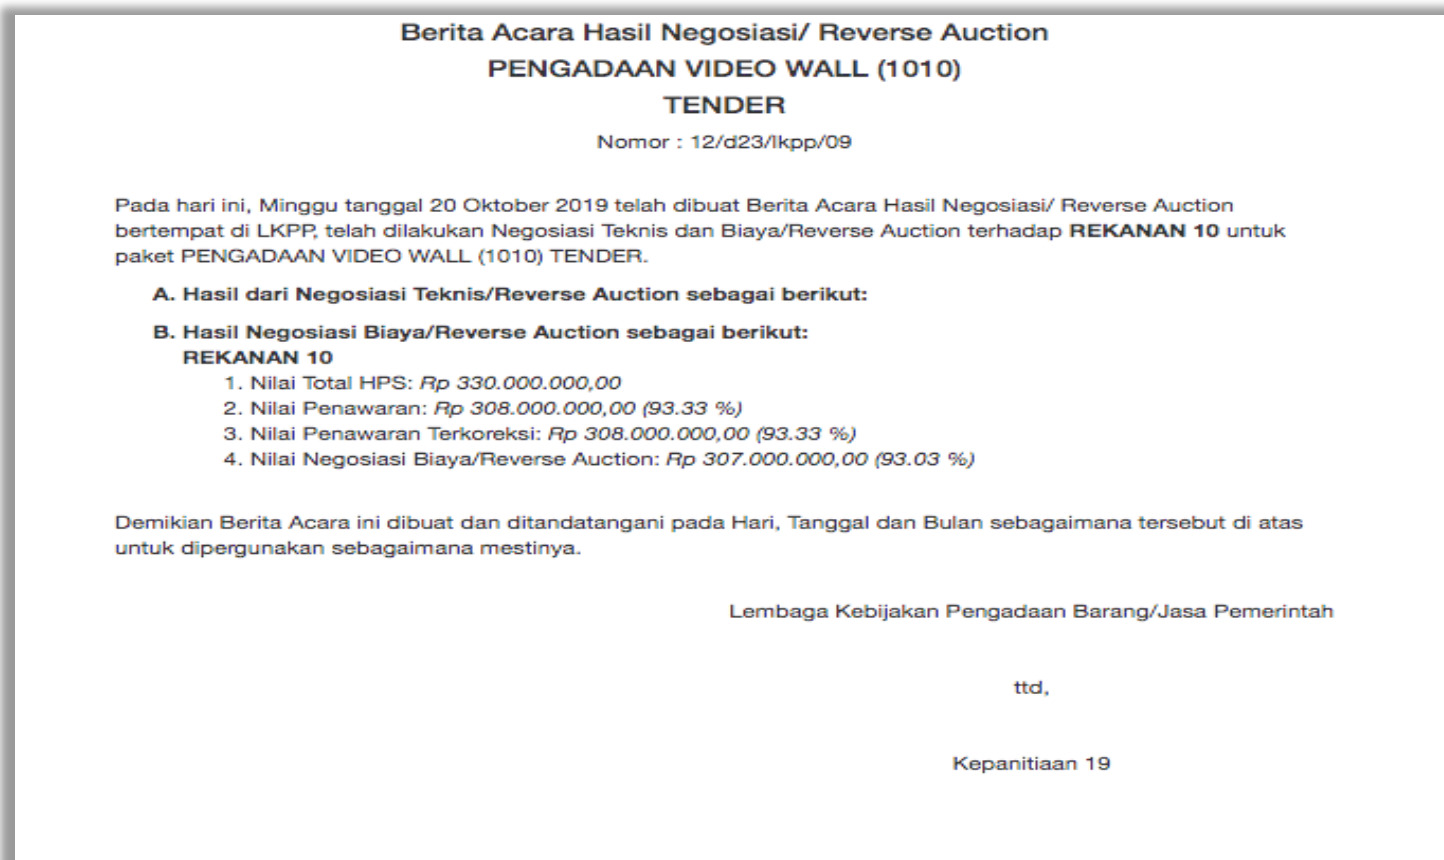 Berita Acara Hasil Negosiasi/ Reverse Auction
PENGADAAN VIDEO WALL (1010)
TENDER
Nomor : 12/d23/lkpp/09
Pada hari ini, Minggu tanggal 20 Oktober 2019 telah dibuat Berita Acara Hasil Negosiasi/ Reverse Auction
bertempat di LKPP, telah dilakukan Negosiasi Teknis dan Biaya/Reverse Auction terhadap REKANAN 10 untuk
paket PENGADAAN VIDEO WALL (1010) TENDER.
A. Hasil dari Negosiasi Teknis/Reverse Auction sebagai berikut:
B. Hasil Negosiasi Biaya/Reverse Auction sebagai berikut:
REKANAN 10
1. Nilai Total HPS: Rp 330.000.000,00
2. Nilai Penawaran: Rp 308.000.000,00 (93.33 %)
3. Nilai Penawaran Terkoreksi: Rp 308.000.000,00 (93.33 %)
4. Nilai Negosiasi Biaya/Reverse Auction: Rp 307.000.000,00 (93.03 %)
Demikian Berita Acara ini dibuat dan ditandatangani pada Hari, Tanggal dan Bulan sebagaimana tersebut di atas
untuk dipergunakan sebagaimana mestinya.
Lembaga Kebijakan Pengadaan Barang/Jasa Pemerintah
ttd,
Kepanitiaan 19